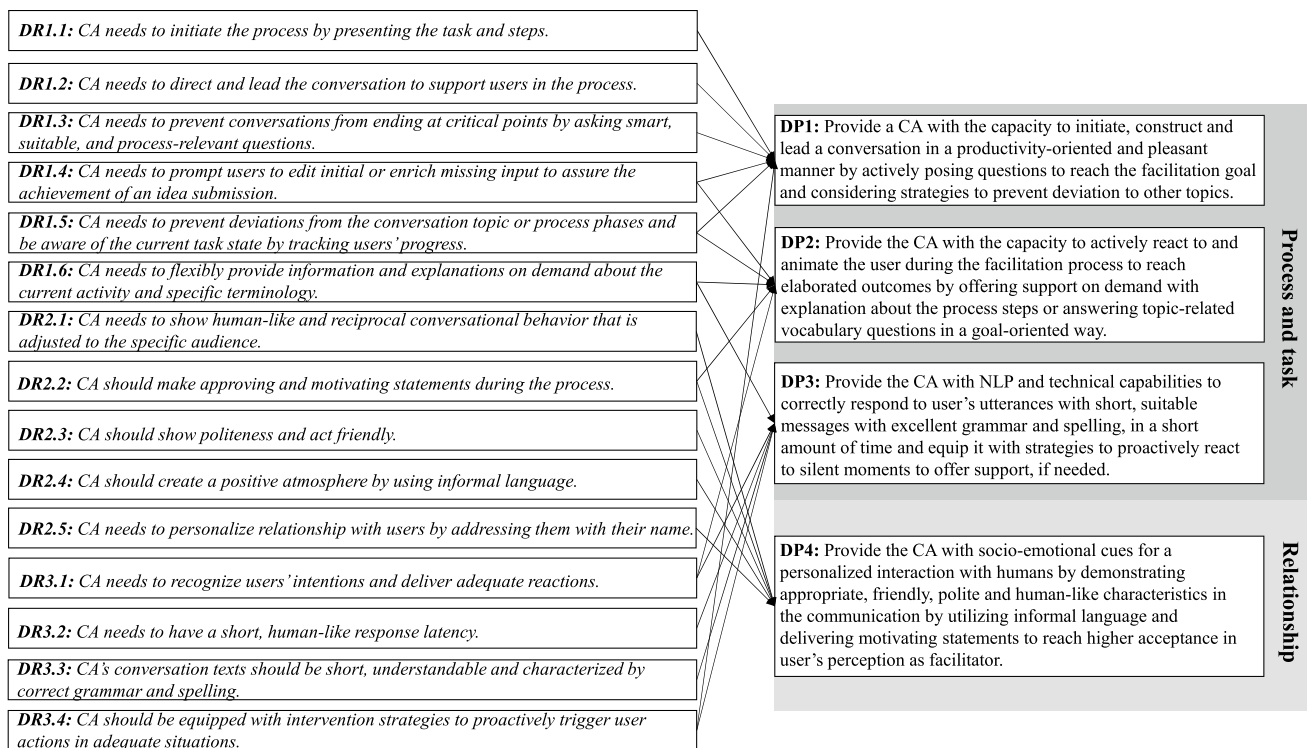 DR1.1: CA needs to initiate the process by presenting the task and steps.
DR1.2: CA needs to direct and lead the conversation to support users in the process.
DR1.3: CA needs to prevent conversations from ending at critical points by asking smart,
suitable, and process-relevant questions.
DR1.4: CA needs to prompt users to edit initial or enrich missing input to assure the
achievement of an idea submission.
DR1.5: CA needs to prevent deviations from the conversation topic or process phases and
be aware of the current task state by tracking users' progress.
DR1.6: CA needs to flexibly provide information and explanations on demand about the
current activity and specific terminology.
DR2.1: CA needs to show human-like and reciprocal conversational behavior that is
adjusted to the specific audience.
DR2.2: CA should make approving and motivating statements during the process.
DR2.3: CA should show politeness and act friendly.
DR2.4: CA should create a positive atmosphere by using informal language.
DR2.5: CA needs to personalize relationship with users by addressing them with their name.
DR3.1: CA needs to recognize users' intentions and deliver adequate reactions.
DR3.2: CA needs to have a short, human-like response latency.
DR3.3: CA's conversation texts should be short, understandable and characterized by
correct grammar and spelling.
DR3.4: CA should be equipped with intervention strategies to proactively trigger user
actions in adequate situations.
DP1: Provide a CA with the capacity to initiate, construct and
lead a conversation in a productivity-oriented and pleasant
manner by actively posing questions to reach the facilitation goal
and considering strategies to prevent deviation to other topics.
DP2: Provide the CA with the capacity to actively react to and
animate the user during the facilitation process to reach
elaborated outcomes by offering support on demand with
explanation about the process steps or answering topic-related
vocabulary questions in a goal-oriented way.
DP3: Provide the CA with NLP and technical capabilities to
correctly respond to user's utterances with short, suitable
messages with excellent grammar and spelling, in a short
amount of time and equip it with strategies to proactively react
to silent moments to offer support, if needed.
Process and task
DP4: Provide the CA with socio-emotional cues for a
personalized interaction with humans by demonstrating
appropriate, friendly, polite and human-like characteristics in
the communication by utilizing informal language and
delivering motivating statements to reach higher acceptance in
user's perception as facilitator.
Relationship